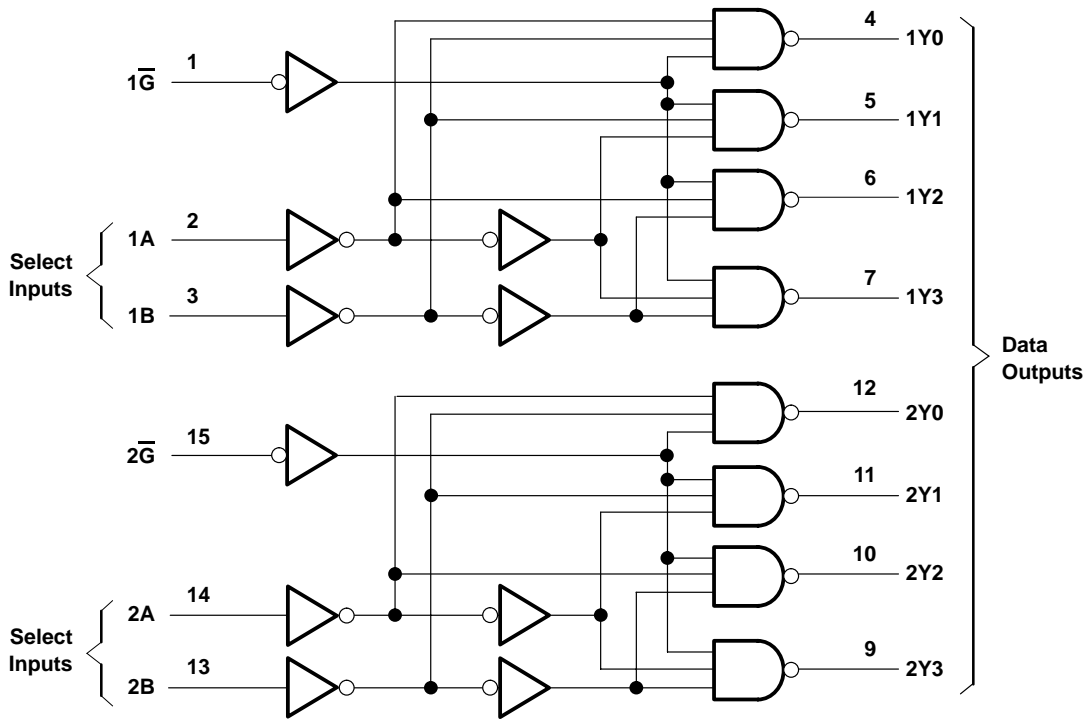 1G̅
1
Select
Inputs
1A
2
1B
3
4
1Y0
5
1Y1
6
1Y2
7
1Y3
2G̅
15
Select
Inputs
2A
14
2B
13
12
2Y0
11
2Y1
10
2Y2
9
2Y3
Data
Outputs